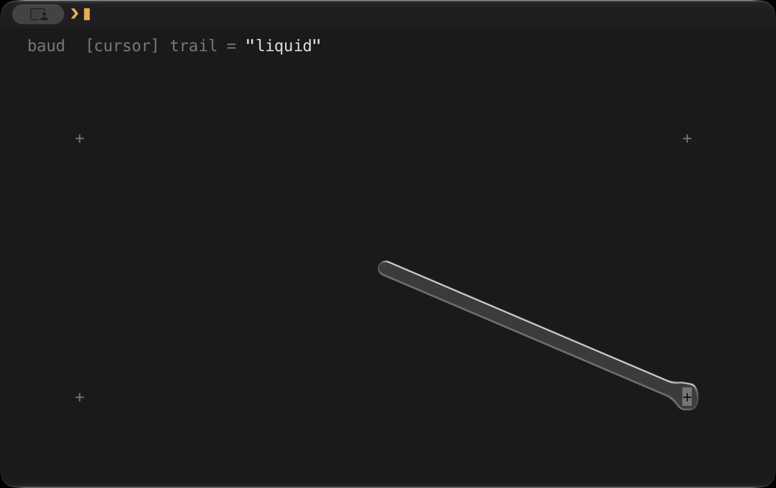 ❯
baud  [cursor] trail = "liquid"
+ +
+ +